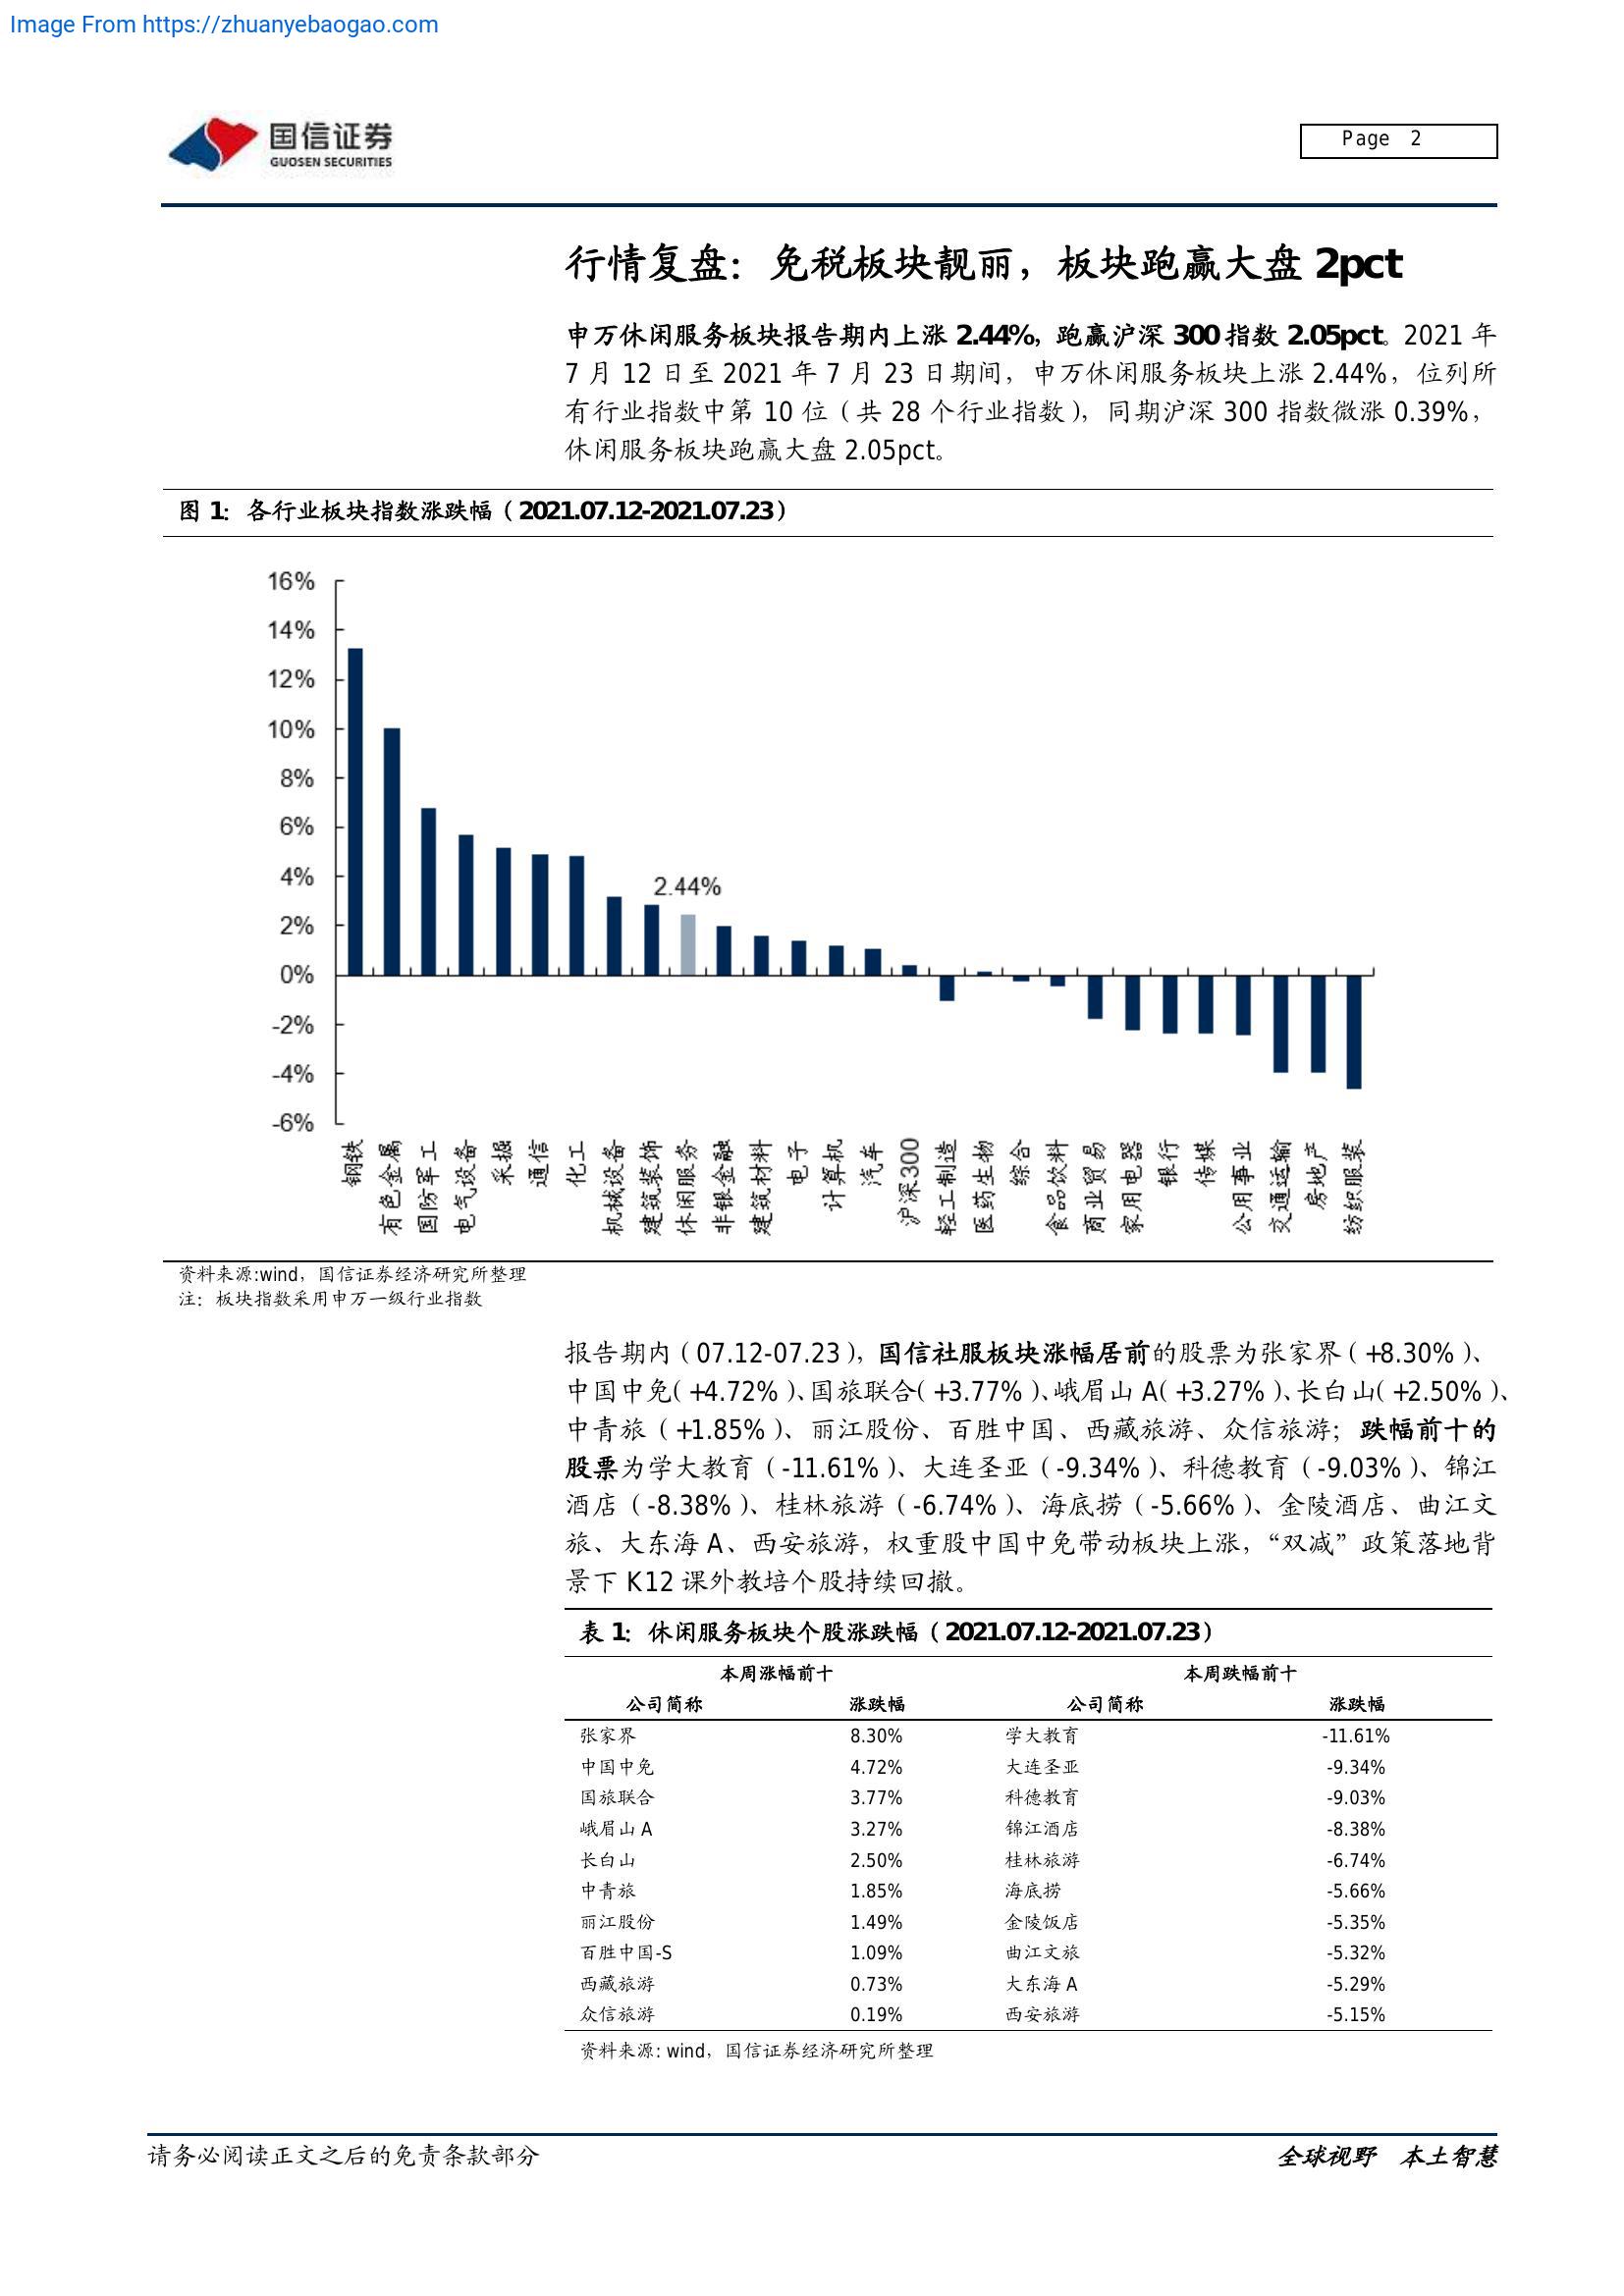 Image From https://zhuanyebaogao.com
国信证券
GUOSEN SECURITIES
Page 2
行情复盘：免税板块靓丽，板块跑赢大盘 2pct
申万休闲服务板块报告期内上涨 2.44%，跑赢沪深 300 指数 2.05pct。2021 年
7 月 12 日至 2021 年 7 月 23 日期间，申万休闲服务板块上涨 2.44%，位列所
有行业指数中第 10 位（共 28 个行业指数），同期沪深 300 指数微涨 0.39%，
休闲服务板块跑赢大盘 2.05pct。
图 1：各行业板块指数涨跌幅（2021.07.12-2021.07.23）
16%
14%
12%
10%
8%
6%
4%
2%
0%
-2%
-4%
-6%
2.44%
钢铁
有色金属
国防军工
电气设备
采掘
通信
化工
机械设备
建筑装饰
休闲服务
非银金融
建筑材料
电子
计算机
汽车
沪深300
轻工制造
医药生物
综合
食品饮料
商业贸易
家用电器
银行
传媒
公用事业
交通运输
房地产
纺织服装
资料来源:wind，国信证券经济研究所整理
注：板块指数采用申万一级行业指数
报告期内（07.12-07.23），国信社服板块涨幅居前的股票为张家界（+8.30%）、
中国中免（+4.72%）、国旅联合（+3.77%）、峨眉山 A（+3.27%）、长白山（+2.50%）、
中青旅（+1.85%）、丽江股份、百胜中国、西藏旅游、众信旅游；跌幅前十的
股票为学大教育（-11.61%）、大连圣亚（-9.34%）、科德教育（-9.03%）、锦江
酒店（-8.38%）、桂林旅游（-6.74%）、海底捞（-5.66%）、金陵酒店、曲江文
旅、大东海 A、西安旅游，权重股中国中免带动板块上涨，“双减”政策落地背
景下 K12 课外教培个股持续回撤。
表 1：休闲服务板块个股涨跌幅（2021.07.12-2021.07.23）
本周涨幅前十 本周跌幅前十
公司简称 涨跌幅 公司简称 涨跌幅
张家界 8.30% 学大教育 -11.61%
中国中免 4.72% 大连圣亚 -9.34%
国旅联合 3.77% 科德教育 -9.03%
峨眉山 A 3.27% 锦江酒店 -8.38%
长白山 2.50% 桂林旅游 -6.74%
中青旅 1.85% 海底捞 -5.66%
丽江股份 1.49% 金陵饭店 -5.35%
百胜中国-S 1.09% 曲江文旅 -5.32%
西藏旅游 0.73% 大东海 A -5.29%
众信旅游 0.19% 西安旅游 -5.15%
资料来源: wind，国信证券经济研究所整理
请务必阅读正文之后的免责条款部分 全球视野 本土智慧